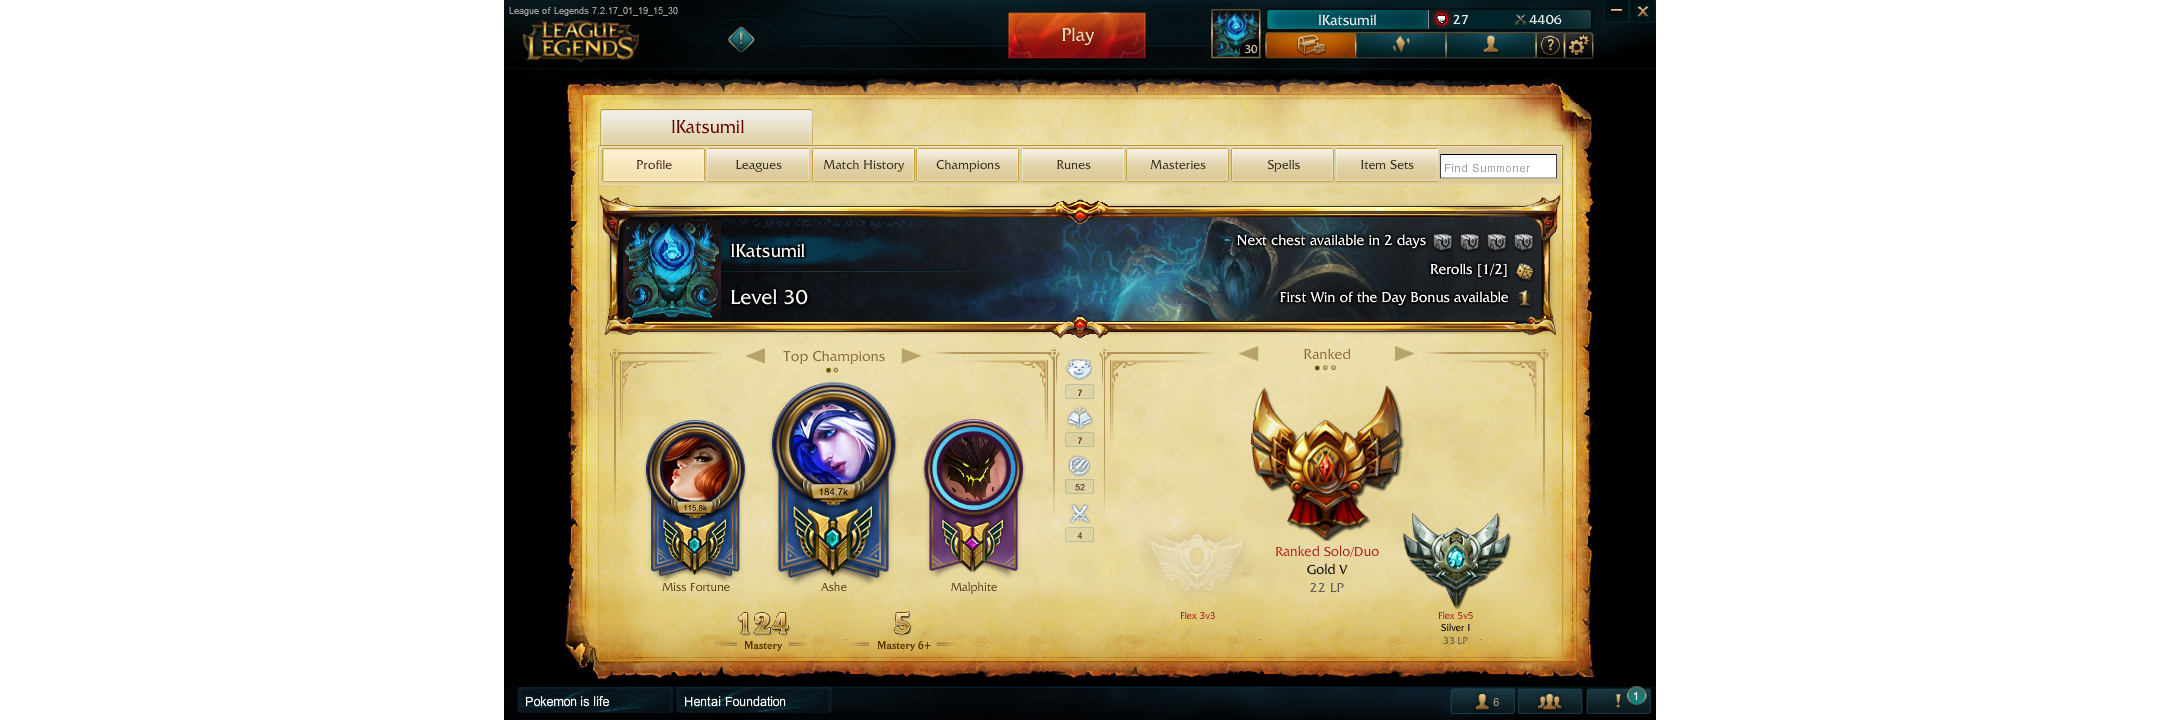 League of Legends 7.2.17_01_19_15_30
LEAGUE of LEGENDS
!
Play
30
lKatsumil
27
4406
?
lKatsumil
Profile
Leagues
Match History
Champions
Runes
Masteries
Spells
Item Sets
Find Summoner
lKatsumil
Level 30
Next chest available in 2 days
Rerolls [1/2]
First Win of the Day Bonus available
1
Top Champions
Ranked
7
7
52
4
115.8k
184.7k
Miss Fortune
Ashe
Malphite
124
Mastery
5
Mastery 6+
Flex 3v3
Ranked Solo/Duo
Gold V
22 LP
Flex 5v5
Silver I
33 LP
Pokemon is life
Hentai Foundation
6
!
1